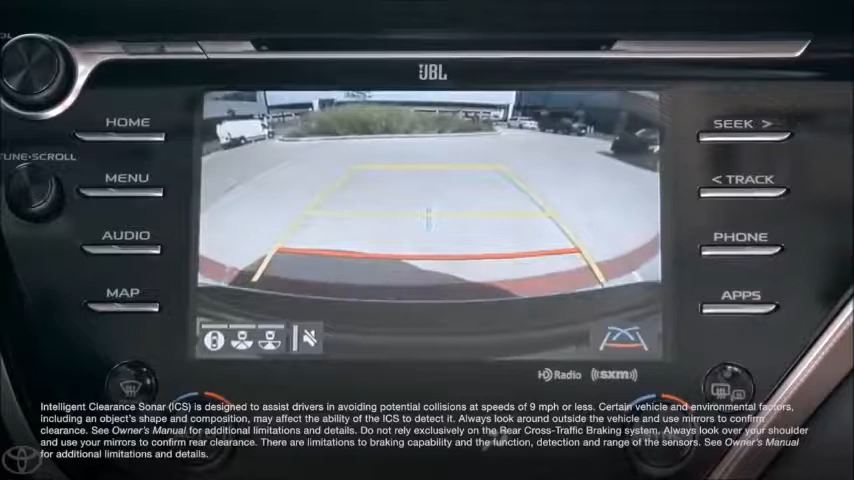 JBL
HOME
SEEK >
TUNE•SCROLL
MENU
< TRACK
AUDIO
PHONE
MAP
APPS
HD Radio
((SXM))
Intelligent Clearance Sonar (ICS) is designed to assist drivers in avoiding potential collisions at speeds of 9 mph or less. Certain vehicle and environmental factors,
including an object's shape and composition, may affect the ability of the ICS to detect it. Always look around outside the vehicle and use mirrors to confirm
clearance. See Owner's Manual for additional limitations and details. Do not rely exclusively on the Rear Cross-Traffic Braking system. Always look over your shoulder
and use your mirrors to confirm rear clearance. There are limitations to braking capability and the function, detection and range of the sensors. See Owner's Manual
for additional limitations and details.